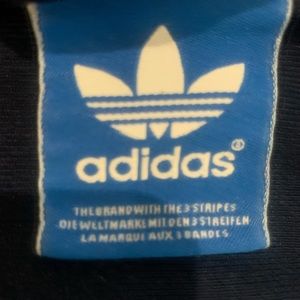 adidas®
THE BRAND WITH THE 3 STRIPES
DIE WELTMARKE MIT DEN 3 STREIFEN
LA MARQUE AUX 3 BANDES